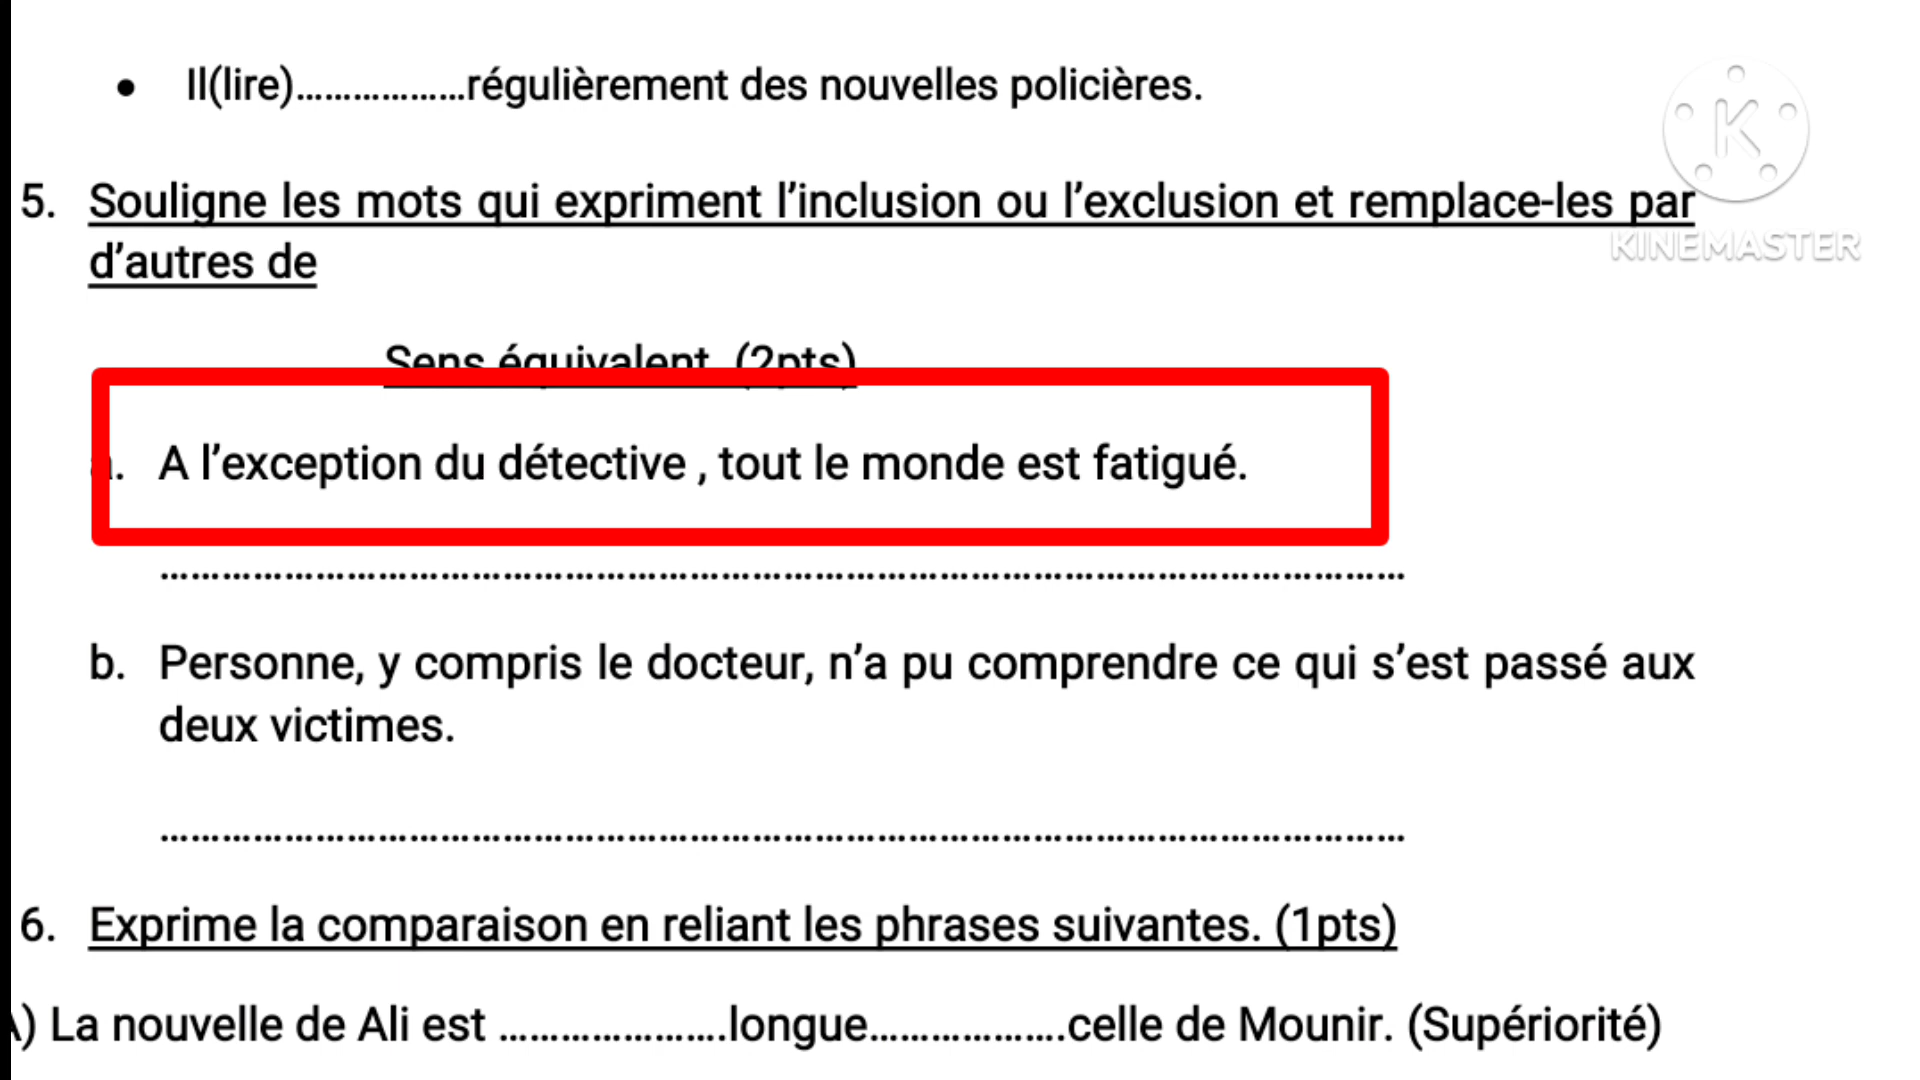 • Il(lire)..................régulièrement des nouvelles policières.
K
KINEMASTER
5. Souligne les mots qui expriment l’inclusion ou l’exclusion et remplace-les par
d’autres de
Sens équivalent. (2pts)
a. A l’exception du détective , tout le monde est fatigué.
........................................................................................................................
b. Personne, y compris le docteur, n’a pu comprendre ce qui s’est passé aux
deux victimes.
........................................................................................................................
6. Exprime la comparaison en reliant les phrases suivantes. (1pts)
A) La nouvelle de Ali est ......................longue...................celle de Mounir. (Supériorité)